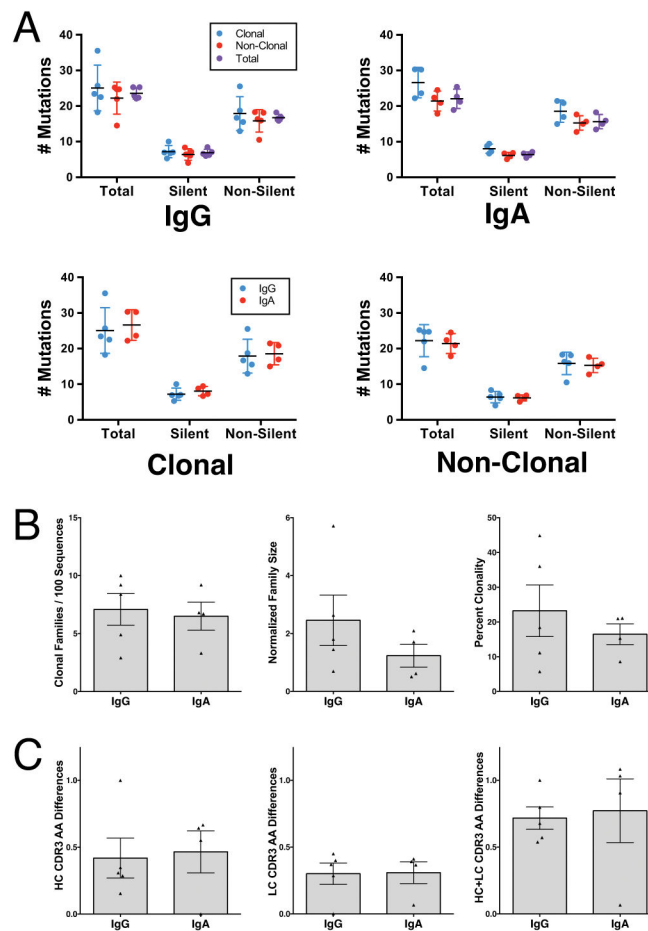 A
Clonal
Non-Clonal
Total
# Mutations
40
30
20
10
0
Total Silent Non-Silent
IgG
# Mutations
40
30
20
10
0
Total Silent Non-Silent
IgA
IgG
IgA
# Mutations
40
30
20
10
0
Total Silent Non-Silent
Clonal
# Mutations
40
30
20
10
0
Total Silent Non-Silent
Non-Clonal
B
Clonal Families / 100 Sequences
15
10
5
0
IgG IgA
Normalized Family Size
6
4
2
0
IgG IgA
Percent Clonality
50
40
30
20
10
0
IgG IgA
C
HC CDR3 AA Differences
1.0
0.5
0.0
IgG IgA
LC CDR3 AA Differences
1.0
0.5
0.0
IgG IgA
HC+LC CDR3 AA Differences
1.0
0.5
0.0
IgG IgA